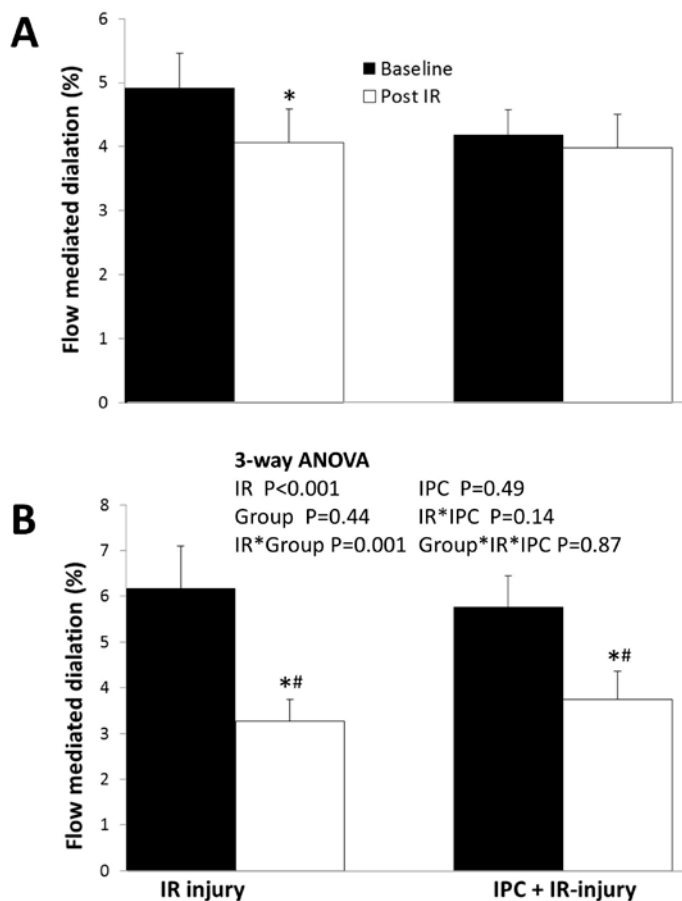 A
Flow mediated dialation (%)
6
5
4
3
2
1
0
Baseline
Post IR
*
3-way ANOVA
IR P<0.001 IPC P=0.49
Group P=0.44 IR*IPC P=0.14
IR*Group P=0.001 Group*IR*IPC P=0.87
B
Flow mediated dialation (%)
8
7
6
5
4
3
2
1
0
*#
*#
IR injury IPC + IR-injury